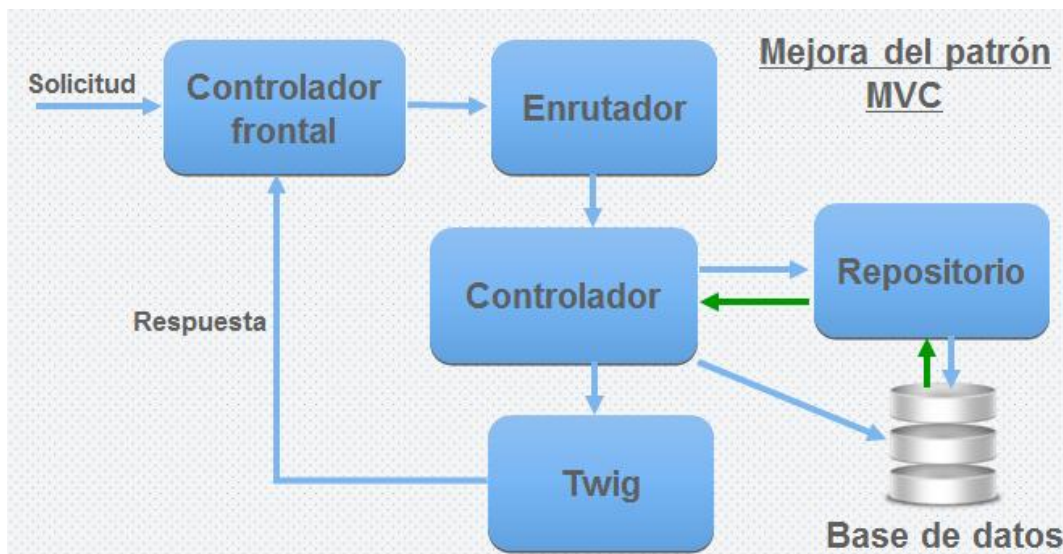 Mejora del patrón
MVC
Solicitud
Controlador
frontal
Enrutador
Controlador
Repositorio
Respuesta
Twig
Base de datos